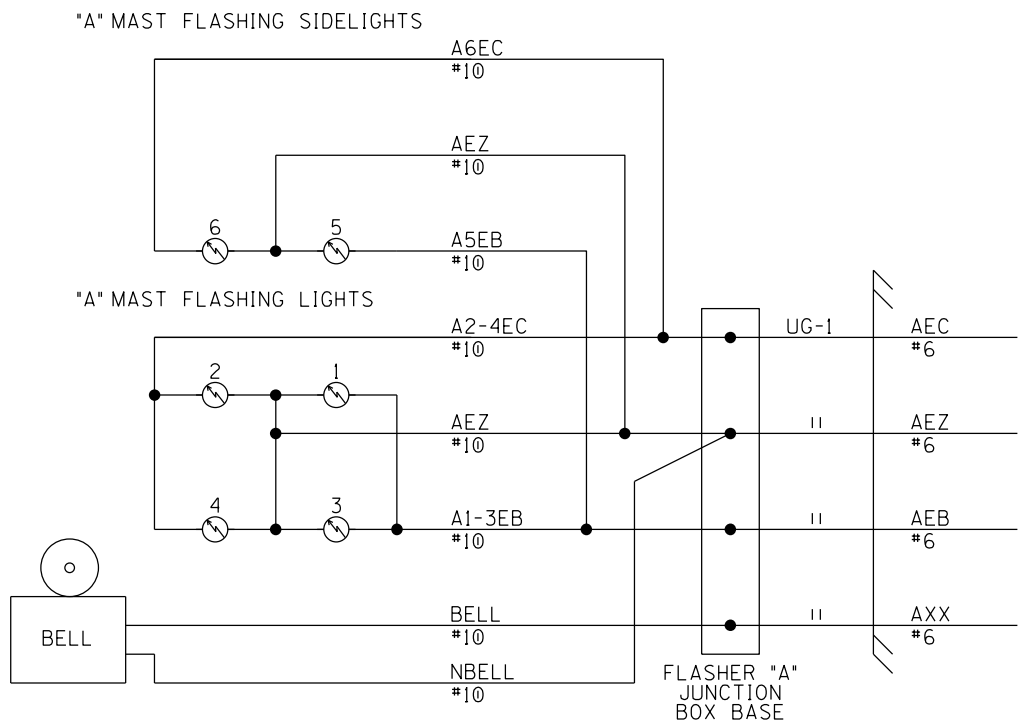 "A" MAST FLASHING SIDELIGHTS
A6EC
#10
AEZ
#10
6
5
A5EB
#10
"A" MAST FLASHING LIGHTS
A2-4EC
#10
UG-1
AEC
#6
2
1
AEZ
#10
"
AEZ
#6
4
3
A1-3EB
#10
"
AEB
#6
BELL
BELL
#10
"
AXX
#6
NBELL
#10
FLASHER "A"
JUNCTION
BOX BASE